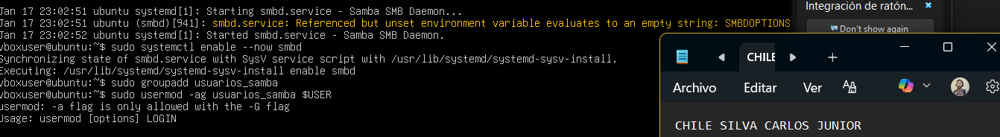 Jan 17 23:02:51 ubuntu systemd[1]: Starting smbd.service - Samba SMB Daemon...
Jan 17 23:02:51 ubuntu (smbd)[941]: smbd.service: Referenced but unset environment variable evaluates to an empty string: SMBDOPTIONS
Jan 17 23:02:52 ubuntu systemd[1]: Started smbd.service - Samba SMB Daemon.
vboxuser@ubuntu:~$ sudo systemctl enable --now smbd
Synchronizing state of smbd.service with SysV service script with /usr/lib/systemd/systemd-sysv-install.
Executing: /usr/lib/systemd/systemd-sysv-install enable smbd
vboxuser@ubuntu:~$ sudo groupadd usuarios_samba
vboxuser@ubuntu:~$ sudo usermod -ag usuarios_samba $USER
usermod: -a flag is only allowed with the -G flag
Usage: usermod [options] LOGIN
Integración de ratón...
Don't show again
CHILE
Archivo Editar Ver
CHILE SILVA CARLOS JUNIOR